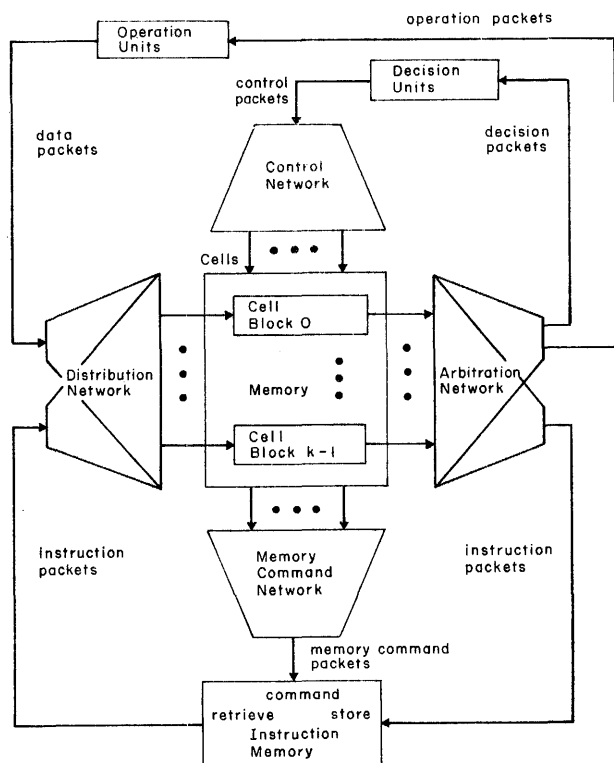 operation packets
Operation
Units
control
packets
Decision
Units
data
packets
decision
packets
Control
Network
Cells
Cell
Block 0
Distribution
Network
Memory
Arbitration
Network
Cell
Block k-1
Instruction
packets
Memory
Command
Network
instruction
packets
memory command
packets
command
retrieve store
Instruction
Memory